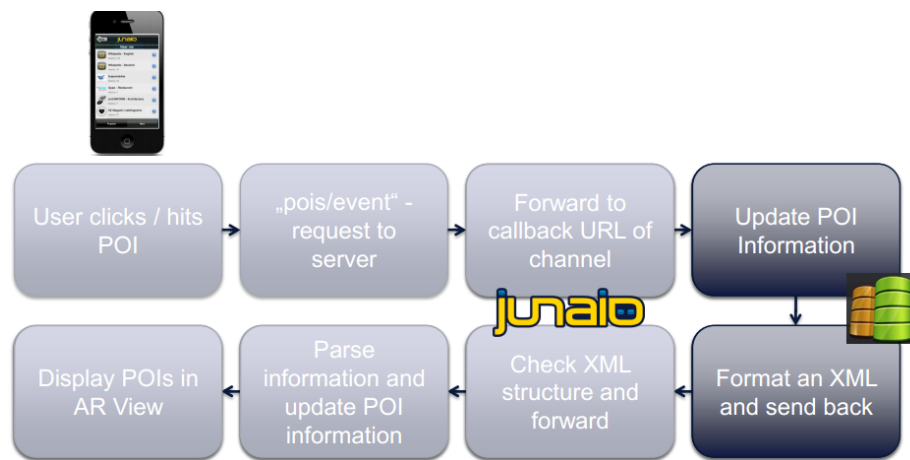 junaio
User clicks / hits
POI
„pois/event“ -
request to
server
Forward to
callback URL of
channel
Update POI
Information
junaio
Display POIs in
AR View
Parse
information and
update POI
information
Check XML
structure and
forward
Format an XML
and send back